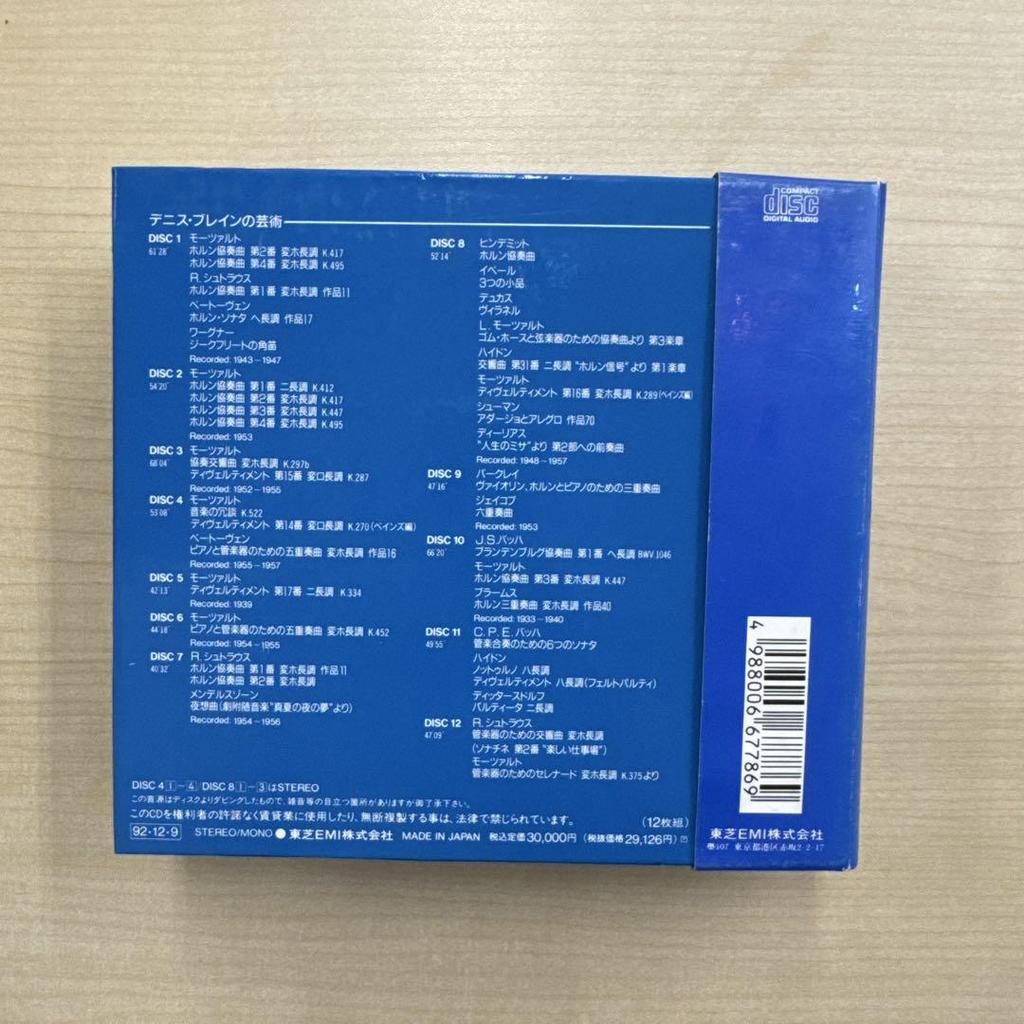 デニス・ブレインの芸術
DISC 1 モーツァルト
61'28" ホルン協奏曲 第2番 変ホ長調 K.417
ホルン協奏曲 第4番 変ホ長調 K.495
R.シュトラウス
ホルン協奏曲 第1番 変ホ長調 作品11
ベートーヴェン
ホルン・ソナタ ヘ長調 作品17
ワーグナー
ジークフリートの角笛
Recorded: 1943~1947
DISC 2 モーツァルト
54'20" ホルン協奏曲 第1番 ニ長調 K.412
ホルン協奏曲 第2番 変ホ長調 K.417
ホルン協奏曲 第3番 変ホ長調 K.447
ホルン協奏曲 第4番 変ホ長調 K.495
Recorded: 1953
DISC 3 モーツァルト
68'04" 協奏交響曲 変ホ長調 K.297b
ディヴェルティメント 第15番 変ロ長調 K.287
Recorded: 1952~1955
DISC 4 モーツァルト
53'08" 音楽の冗談 K.522
ディヴェルティメント 第14番 変ロ長調 K.270(ベインズ編)
ベートーヴェン
ピアノと管楽器のための五重奏曲 変ホ長調 作品16
Recorded: 1955~1957
DISC 5 モーツァルト
42'13" ディヴェルティメント 第17番 ニ長調 K.334
Recorded: 1939
DISC 6 モーツァルト
44'18" ピアノと管楽器のための五重奏曲 変ホ長調 K.452
Recorded: 1954~1955
DISC 7 R.シュトラウス
40'32" ホルン協奏曲 第1番 変ホ長調 作品11
ホルン協奏曲 第2番 変ホ長調
メンデルスゾーン
夜想曲(劇附随音楽"真夏の夜の夢"より)
Recorded: 1954~1956
DISC 8 ヒンデミット
52'14" ホルン協奏曲
イベール
3つの小品
デュカス
ヴィラネル
L.モーツァルト
ゴム・ホースと弦楽器のための協奏曲より 第3楽章
ハイドン
交響曲 第31番 ニ長調 "ホルン信号"より 第1楽章
モーツァルト
ディヴェルティメント 第16番 変ホ長調 K.289(ベインズ編)
シューマン
アダージョとアレグロ 作品70
ディーリアス
"人生のミサ"より 第2部への前奏曲
Recorded: 1948~1957
DISC 9 バークレイ
47'16" ヴァイオリン、ホルンとピアノのための三重奏曲
ジェイコブ
六重奏曲
Recorded: 1953
DISC 10 J.S.バッハ
66'20" ブランデンブルグ協奏曲 第1番 ヘ長調 BWV 1046
モーツァルト
ホルン協奏曲 第3番 変ホ長調 K.447
ブラームス
ホルン三重奏曲 変ホ長調 作品40
Recorded: 1933~1940
DISC 11 C.P.E.バッハ
49'55" 管楽合奏のための6つのソナタ
ハイドン
ノットゥルノ ハ長調
ディヴェルティメント ハ長調(フェルトパルティ)
ディッタースドルフ
パルティータ ニ長調
DISC 12 R.シュトラウス
47'09" 管楽器のための交響曲 変ホ長調
(ソナチネ 第2番 "楽しい仕事場")
モーツァルト
管楽器のためのセレナード 変ホ長調 K.375より
DISC 4 1~4/DISC 8 1~3はSTEREO
この音源はディスクよりダビングしたもので、雑音等の目立つ箇所がありますが御了承下さい。
このCDを権利者の許諾なく賃貸業に使用したり、無断複製する事は、法律で禁じられています。
(12枚組)
92・12・9 STEREO/MONO ●東芝EMI株式会社 MADE IN JAPAN 税込定価30,000円(税抜価格29,126円)
COMPACT
disc
DIGITAL AUDIO
4 988006 677869
東芝EMI株式会社
〒107 東京都港区赤坂2-2-17